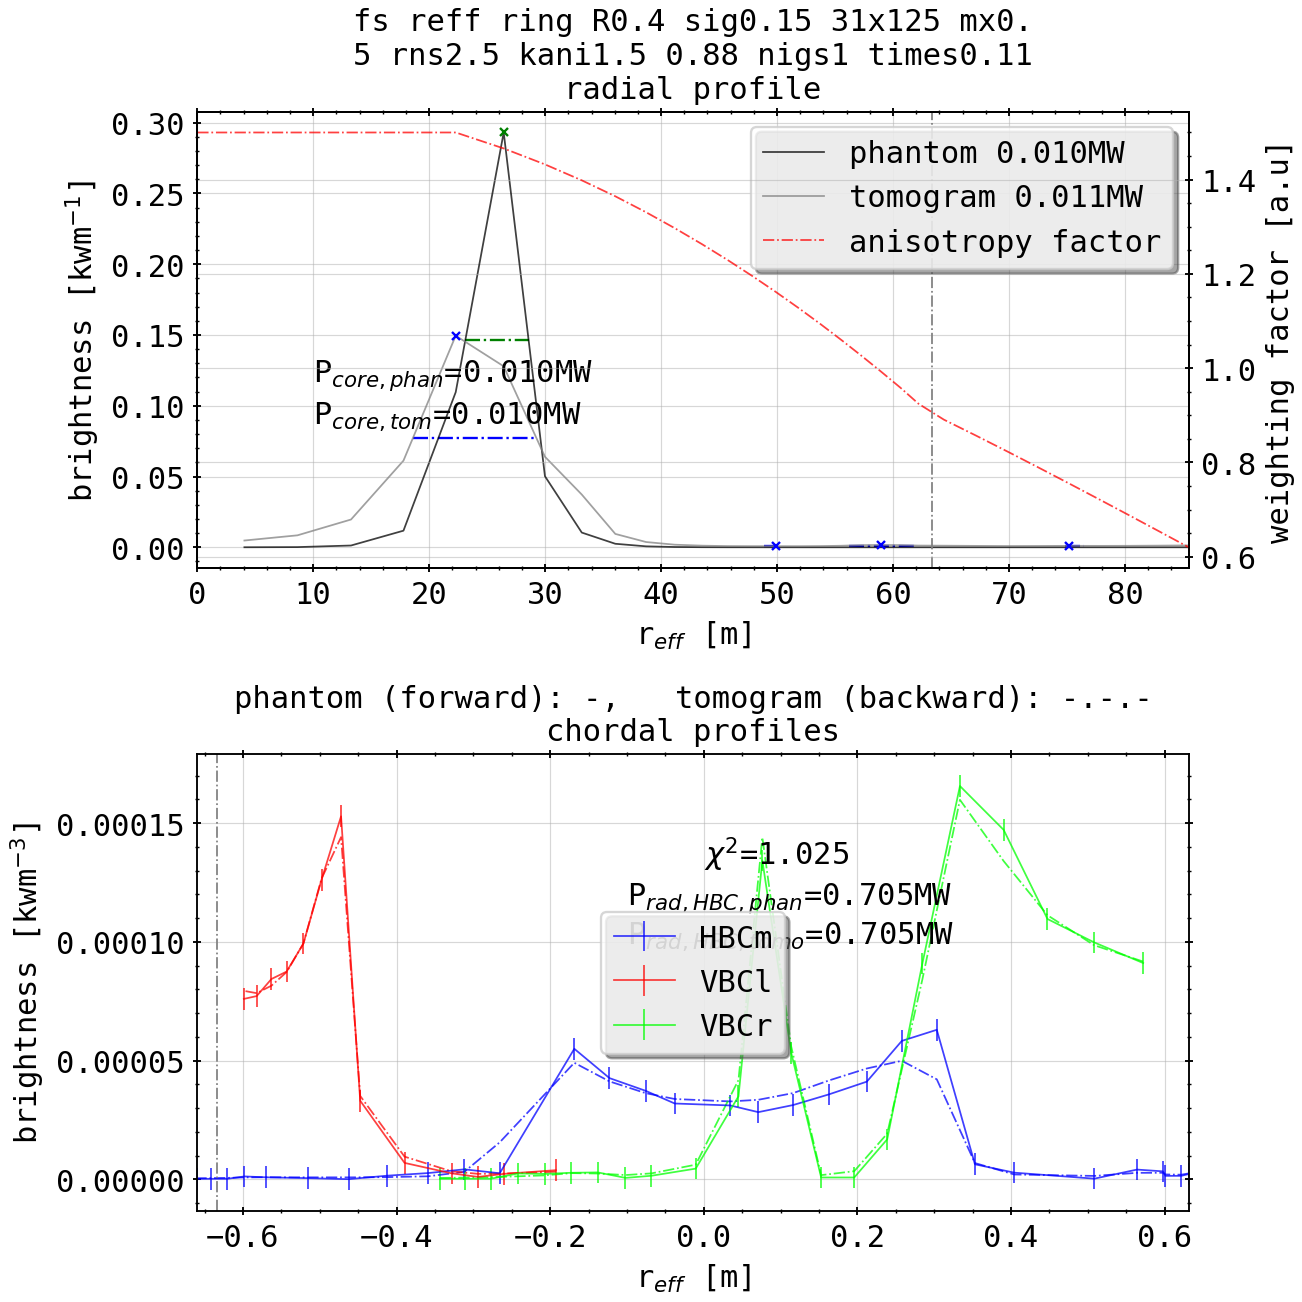 fs reff ring R0.4 sig0.15 31x125 mx0.
5 rns2.5 kani1.5 0.88 nigs1 times0.11
radial profile
brightness [kwm⁻¹]
0.30
0.25
0.20
0.15
0.10
0.05
0.00
phantom 0.010MW
tomogram 0.011MW
anisotropy factor
P_core,phan=0.010MW
P_core,tom=0.010MW
1.4
1.2
1.0
0.8
0.6
weighting factor [a.u]
0 10 20 30 40 50 60 70 80
r_eff [m]
phantom (forward): -, tomogram (backward): -.-.-
chordal profiles
brightness [kwm⁻³]
0.00015
0.00010
0.00005
0.00000
χ²=1.025
P_rad,HBC,phan=0.705MW
P_rad,HBC,tomo=0.705MW
HBCm
VBCl
VBCr
−0.6 −0.4 −0.2 0.0 0.2 0.4 0.6
r_eff [m]